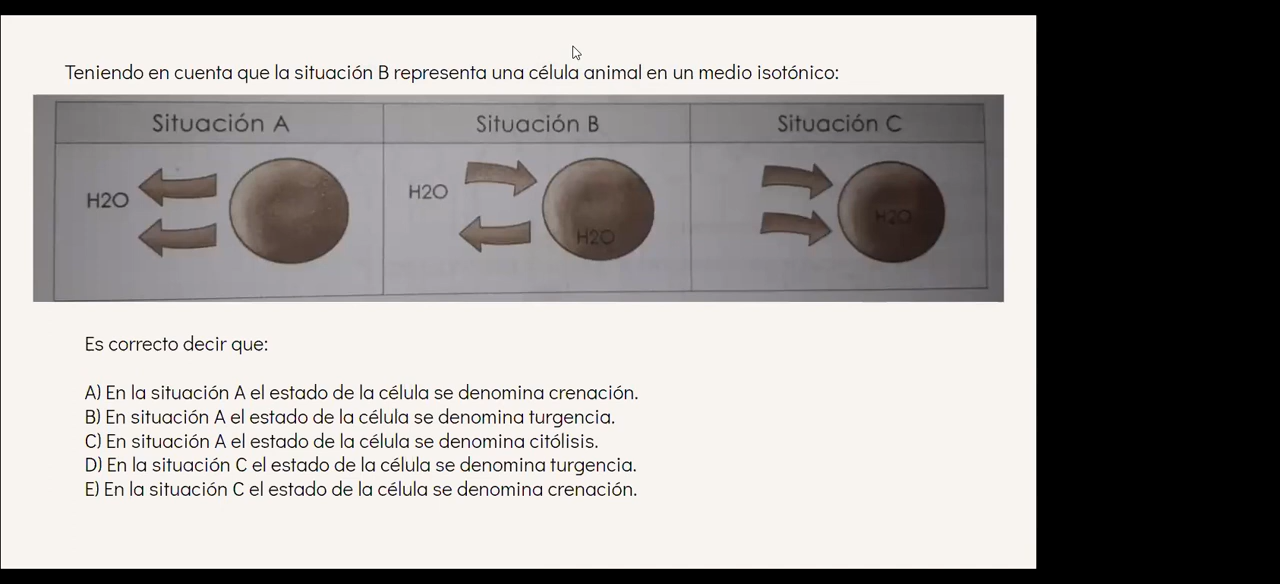 Teniendo en cuenta que la situación B representa una célula animal en un medio isotónico:
Situación A
Situación B
Situación C
H2O
H2O
H2O
H2O
Es correcto decir que:
A) En la situación A el estado de la célula se denomina crenación.
B) En situación A el estado de la célula se denomina turgencia.
C) En situación A el estado de la célula se denomina citólisis.
D) En la situación C el estado de la célula se denomina turgencia.
E) En la situación C el estado de la célula se denomina crenación.